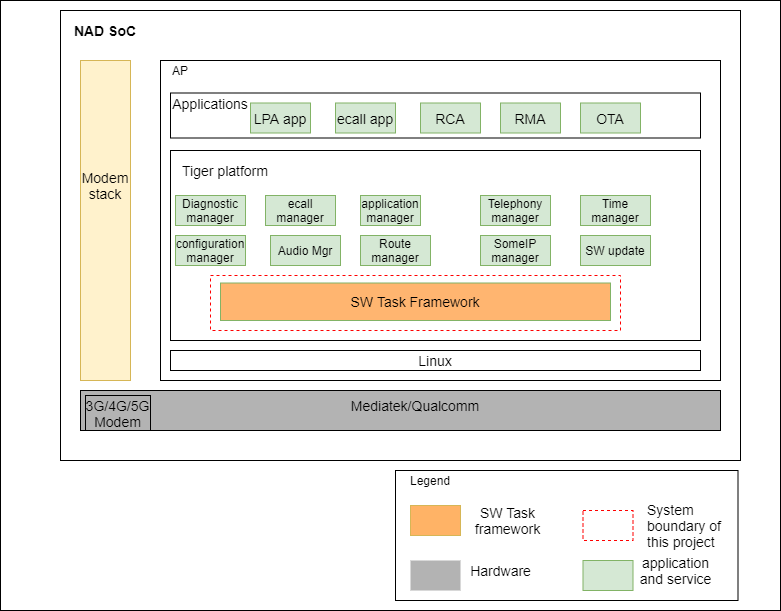 NAD SoC
AP
Applications
LPA app
ecall app
RCA
RMA
OTA
Modem
stack
Tiger platform
Diagnostic
manager
ecall
manager
application
manager
Telephony
manager
Time
manager
configuration
manager
Audio Mgr
Route
manager
SomeIP
manager
SW update
SW Task Framework
Linux
3G/4G/5G
Modem
Mediatek/Qualcomm
Legend
SW Task
framework
System
boundary of
this project
Hardware
application
and service